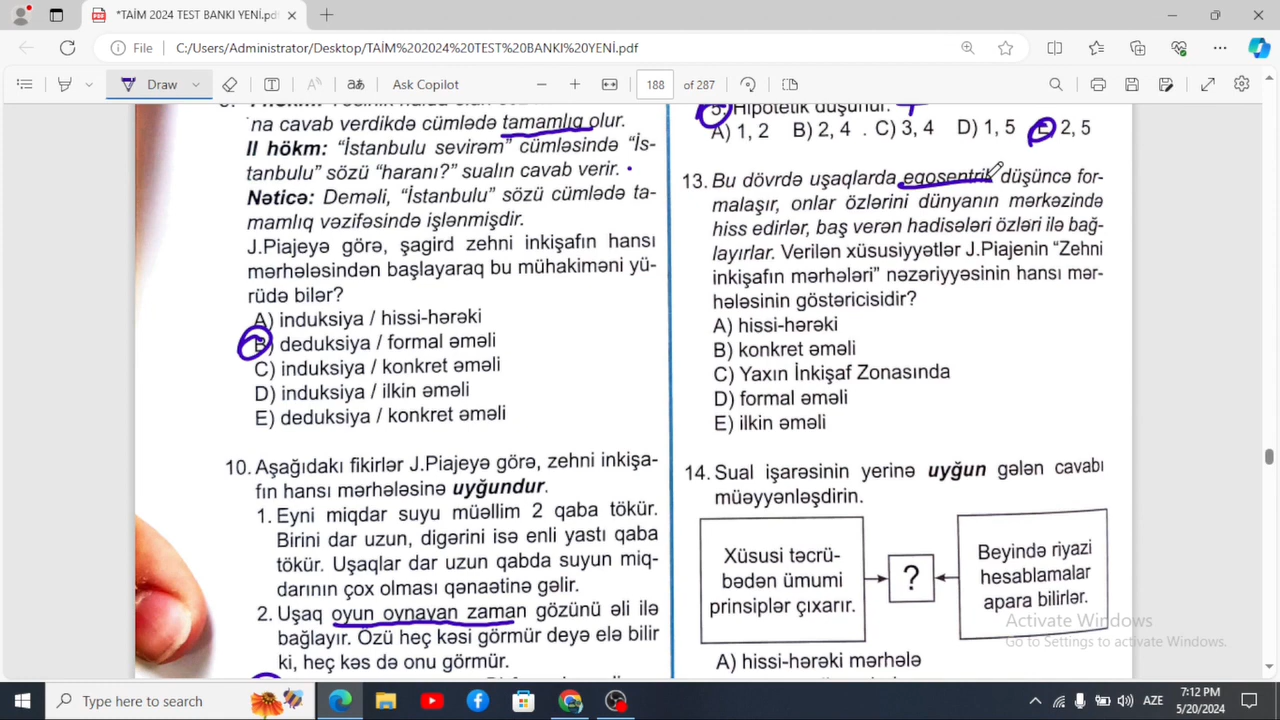 *TAİM 2024 TEST BANKI YENİ.pdf
File
C:/Users/Administrator/Desktop/TAİM%202024%20TEST%20BANKI%20YENİ.pdf
Draw
Ask Copilot
188
of 287
na cavab verdikdə cümlədə tamamlıq olur.
II hökm: “İstanbulu sevirəm” cümləsində “İs-
tanbulu” sözü “haranı?” sualın cavab verir.
Nəticə: Deməli, “İstanbulu” sözü cümlədə ta-
mamlıq vəzifəsində işlənmişdir.
J.Piajeyə görə, şagird zehni inkişafın hansı
mərhələsindən başlayaraq bu mühakiməni yü-
rüdə bilər?
A) induksiya / hissi-hərəki
B) deduksiya / formal əməli
C) induksiya / konkret əməli
D) induksiya / ilkin əməli
E) deduksiya / konkret əməli
10. Aşağıdakı fikirlər J.Piajeyə görə, zehni inkişa-
fın hansı mərhələsinə uyğundur.
1. Eyni miqdar suyu müəllim 2 qaba tökür.
Birini dar uzun, digərini isə enli yastı qaba
tökür. Uşaqlar dar uzun qabda suyun miq-
darının çox olması qənaətinə gəlir.
2. Uşaq oyun oynayan zaman gözünü əli ilə
bağlayır. Özü heç kəsi görmür deyə elə bilir
ki, heç kəs də onu görmür.
5. Hipotetik düşünür.
A) 1, 2 B) 2, 4 . C) 3, 4 D) 1, 5 E) 2, 5
13. Bu dövrdə uşaqlarda eqosentrik düşüncə for-
malaşır, onlar özlərini dünyanın mərkəzində
hiss edirlər, baş verən hadisələri özləri ilə bağ-
layırlar. Verilən xüsusiyyətlər J.Piajenin “Zehni
inkişafın mərhələri” nəzəriyyəsinin hansı mər-
hələsinin göstəricisidir?
A) hissi-hərəki
B) konkret əməli
C) Yaxın İnkişaf Zonasında
D) formal əməli
E) ilkin əməli
14. Sual işarəsinin yerinə uyğun gələn cavabı
müəyyənləşdirin.
Xüsusi təcrü-
bədən ümumi
prinsiplər çıxarır.
?
Beyində riyazi
hesablamalar
apara bilirlər.
A) hissi-hərəki mərhələ
Activate Windows
Go to Settings to activate Windows.
Type here to search
AZE
7:12 PM
5/20/2024